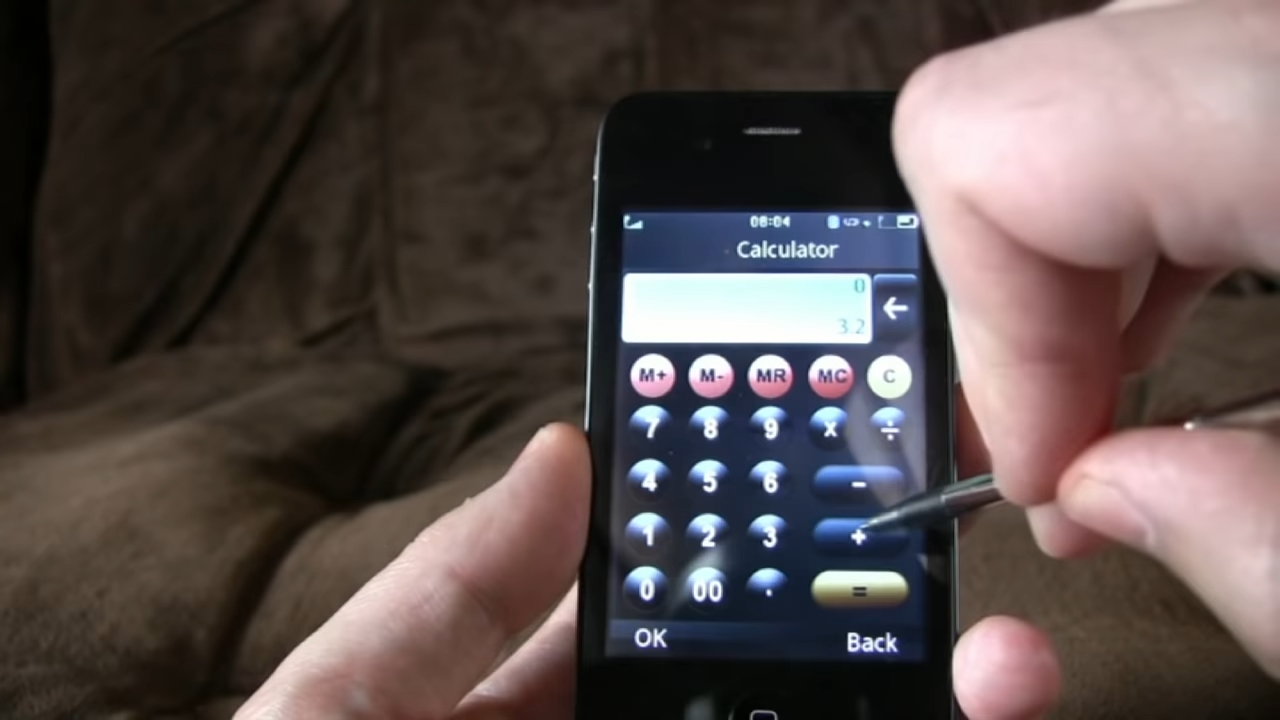 08:04
Calculator
0
3.2
←
M+ M- MR MC C
7 8 9 x ÷
4 5 6 -
1 2 3 +
0 00 . =
OK Back